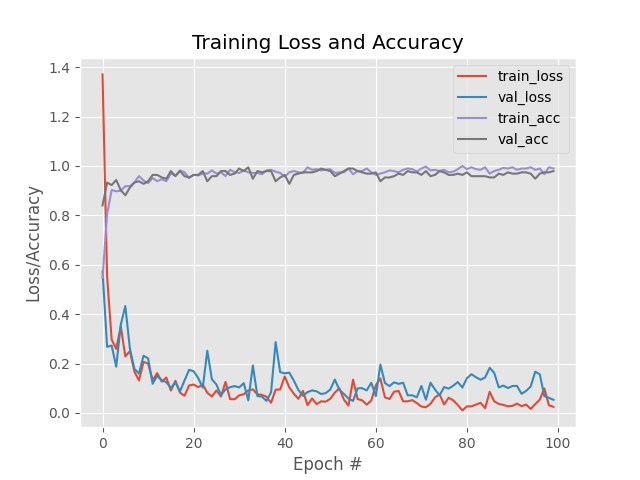 Training Loss and Accuracy
train_loss
val_loss
train_acc
val_acc
Loss/Accuracy
1.4
1.2
1.0
0.8
0.6
0.4
0.2
0.0
0 20 40 60 80 100
Epoch #